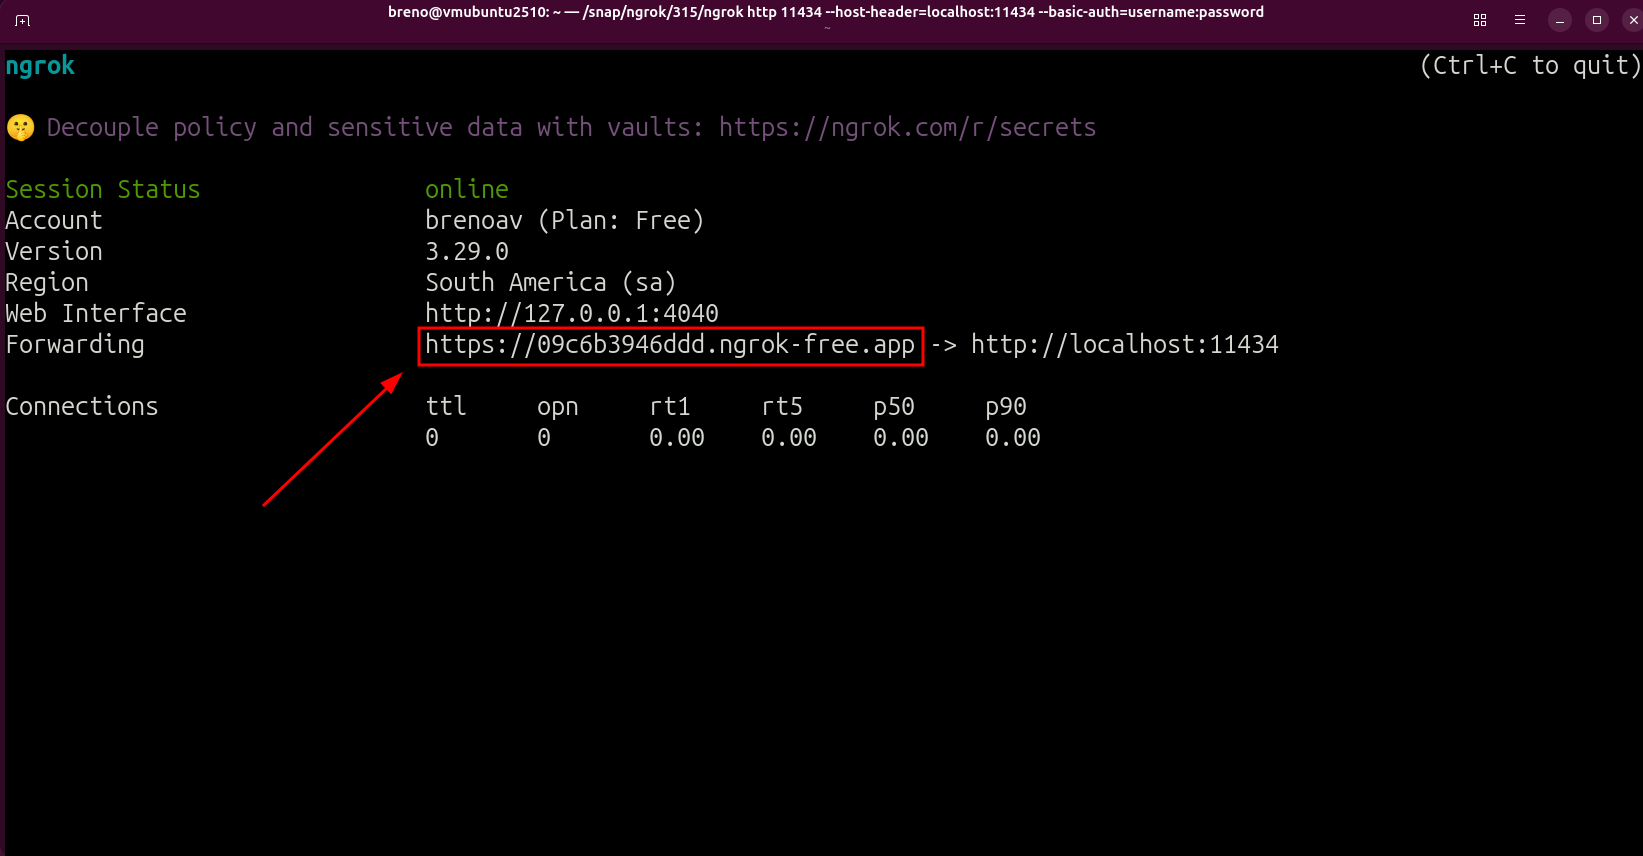 breno@vmubuntu2510: ~ — /snap/ngrok/315/ngrok http 11434 --host-header=localhost:11434 --basic-auth=username:password
~
ngrok (Ctrl+C to quit)
Decouple policy and sensitive data with vaults: https://ngrok.com/r/secrets
Session Status online
Account brenoav (Plan: Free)
Version 3.29.0
Region South America (sa)
Web Interface http://127.0.0.1:4040
Forwarding https://09c6b3946ddd.ngrok-free.app -> http://localhost:11434
Connections ttl opn rt1 rt5 p50 p90
0 0 0.00 0.00 0.00 0.00